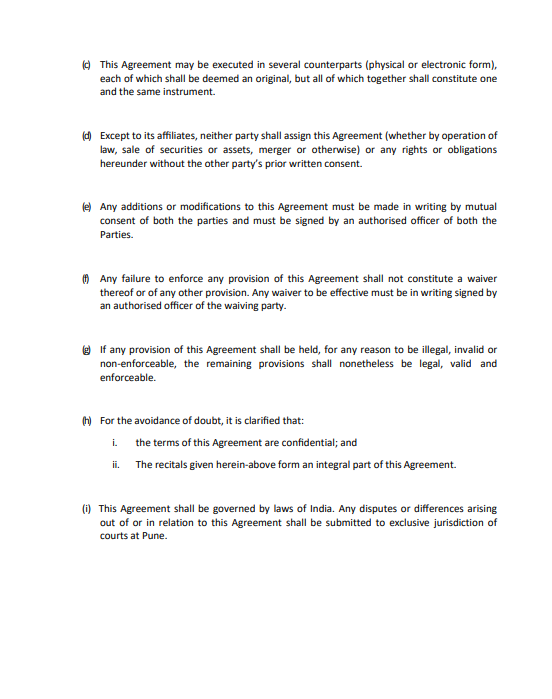 (c) This Agreement may be executed in several counterparts (physical or electronic form),
each of which shall be deemed an original, but all of which together shall constitute one
and the same instrument.
(d) Except to its affiliates, neither party shall assign this Agreement (whether by operation of
law, sale of securities or assets, merger or otherwise) or any rights or obligations
hereunder without the other party's prior written consent.
(e) Any additions or modifications to this Agreement must be made in writing by mutual
consent of both the parties and must be signed by an authorised officer of both the
Parties.
(f) Any failure to enforce any provision of this Agreement shall not constitute a waiver
thereof or of any other provision. Any waiver to be effective must be in writing signed by
an authorised officer of the waiving party.
(g) If any provision of this Agreement shall be held, for any reason to be illegal, invalid or
non-enforceable, the remaining provisions shall nonetheless be legal, valid and
enforceable.
(h) For the avoidance of doubt, it is clarified that:
i. the terms of this Agreement are confidential; and
ii. The recitals given herein-above form an integral part of this Agreement.
(i) This Agreement shall be governed by laws of India. Any disputes or differences arising
out of or in relation to this Agreement shall be submitted to exclusive jurisdiction of
courts at Pune.